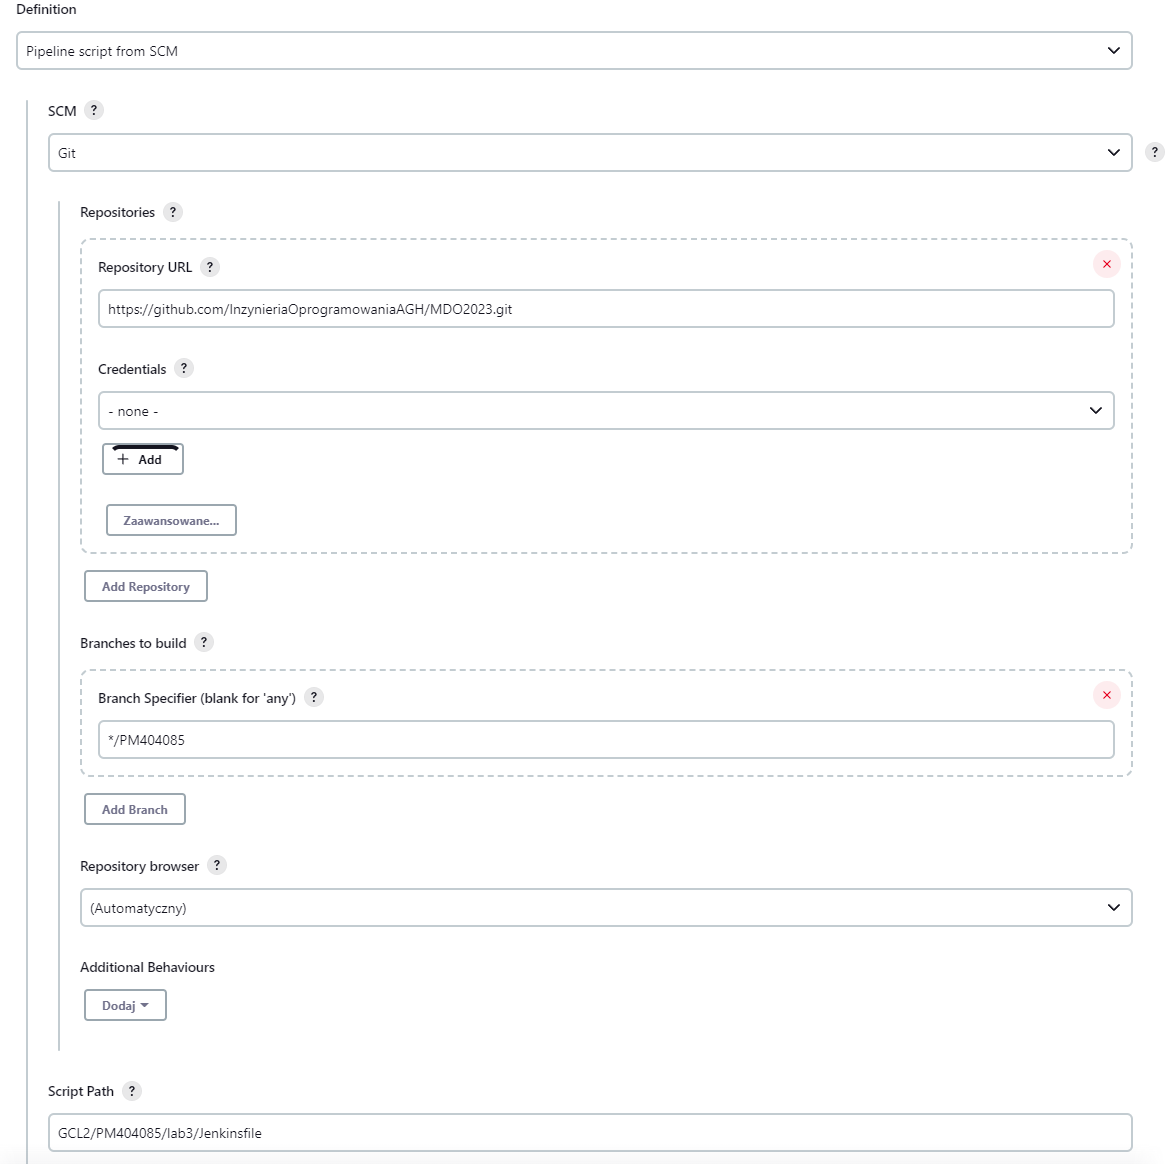 Definition
Pipeline script from SCM
SCM ?
Git
?
Repositories ?
Repository URL ?
https://github.com/InzynieriaOprogramowaniaAGH/MDO2023.git
Credentials ?
- none -
+ Add
Zaawansowane...
Add Repository
Branches to build ?
Branch Specifier (blank for 'any') ?
*/PM404085
Add Branch
Repository browser ?
(Automatyczny)
Additional Behaviours
Dodaj
Script Path ?
GCL2/PM404085/lab3/Jenkinsfile